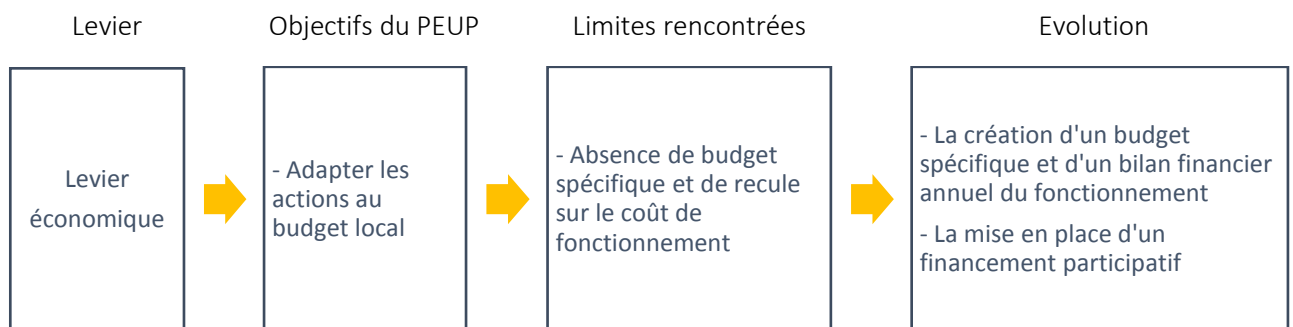 Levier
Objectifs du PEUP
Limites rencontrées
Evolution
Levier
économique
- Adapter les
actions au
budget local
- Absence de budget
spécifique et de recule
sur le coût de
fonctionnement
- La création d'un budget
spécifique et d'un bilan financier
annuel du fonctionnement
- La mise en place d'un
financement participatif